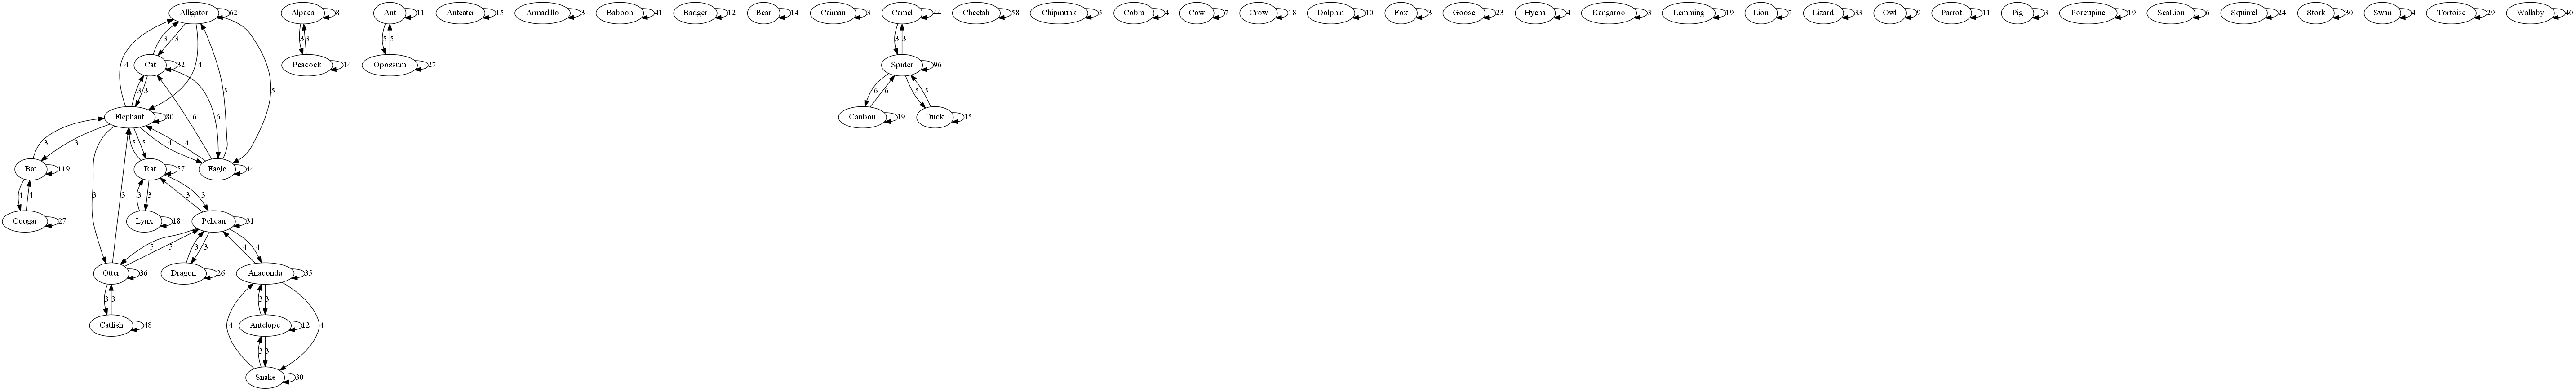 Alligator 62 Alpaca 8 Ant 11 Anteater 15 Armadillo 3 Baboon 41 Badger 12 Bear 14 Caiman 3 Camel 44 Cheetah 58 Chipmunk 5 Cobra 4 Cow 7 Crow 18 Dolphin 10 Fox 3 Goose 23 Hyena 4 Kangaroo 3 Lemming 19 Lion 7 Lizard 33 Owl 9 Parrot 11 Pig 3 Porcupine 19 SeaLion 6 Squirrel 24 Stork 30 Swan 4 Tortoise 29 Wallaby 40
3 3 3 3 5 5 3 3
Cat 32 4 4 Peacock 14 Opossum 27 Spider 96
3 3 6 6 5 5 6 6 5 5
Elephant 80 Caribou 19 Duck 15
3 3 5 5 4 4
Bat 119 Rat 57 Eagle 44
4 4 3 3 3 3 3 3
Cougar 27 Lynx 18 Pelican 31
5 5 3 3 4 4
Otter 36 Dragon 26 Anaconda 35
3 3 3 3
Catfish 48 4 Antelope 12 4
3 3
Snake 30